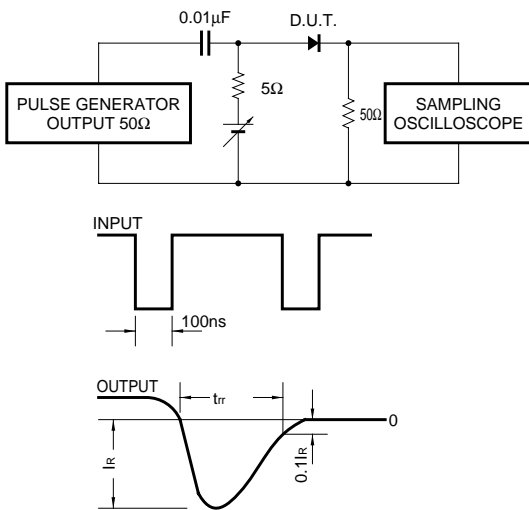 0.01μF
D.U.T.
5Ω
50Ω
PULSE GENERATOR
OUTPUT 50Ω
SAMPLING
OSCILLOSCOPE
INPUT
100ns
OUTPUT
trr
0
IR
0.1IR